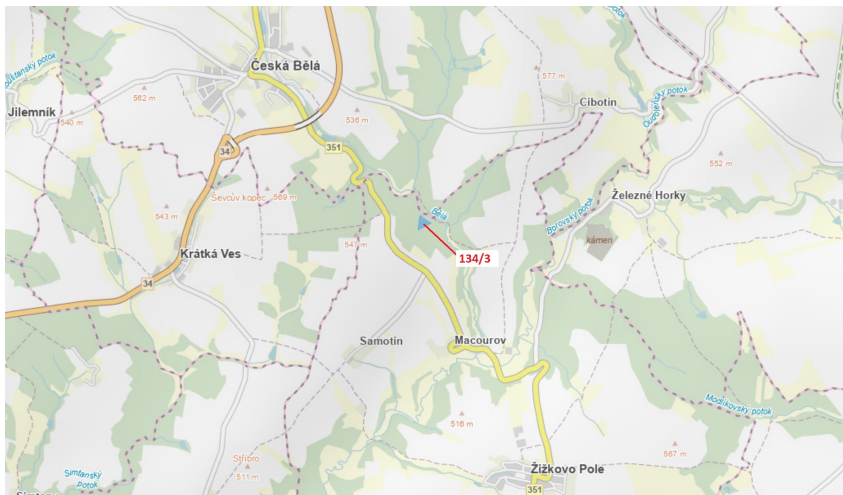 Česká Bělá
577 m
Cibotín
Jilemník
562 m
540 m
536 m
34
351
552 m
Ševcův kopec
569 m
543 m
Bělá
Borovský potok
Železné Horky
kámen
547 m
Krátká Ves
134/3
34
Samotín
Macourov
Modřikovský potok
516 m
567 m
Stříbro
511 m
Simtanský
potok
Žižkovo Pole
351